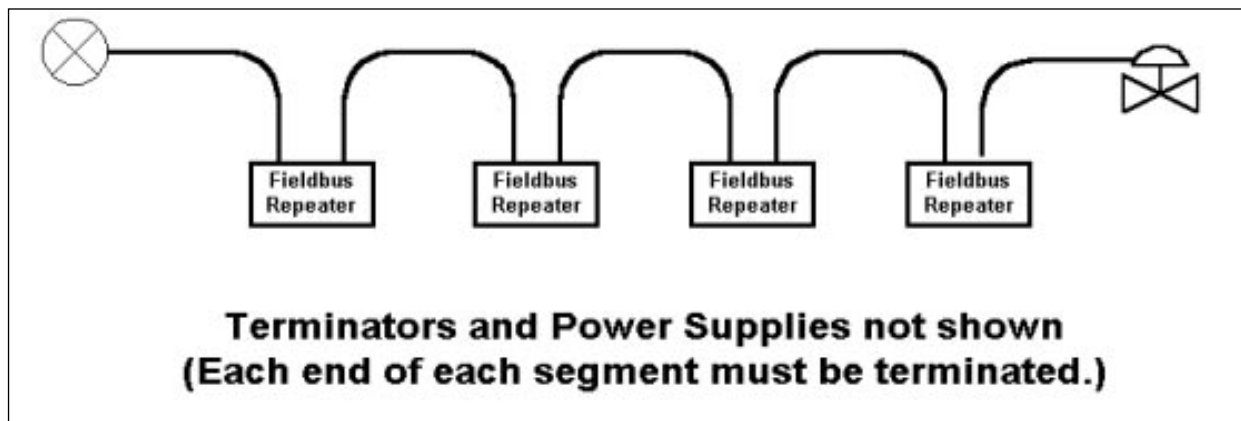 Fieldbus
Repeater
Fieldbus
Repeater
Fieldbus
Repeater
Fieldbus
Repeater
Terminators and Power Supplies not shown
(Each end of each segment must be terminated.)